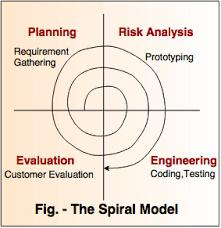 Planning
Risk Analysis
Requirement
Gathering
Prototyping
Evaluation
Engineering
Customer Evaluation
Coding,Testing
Fig. - The Spiral Model